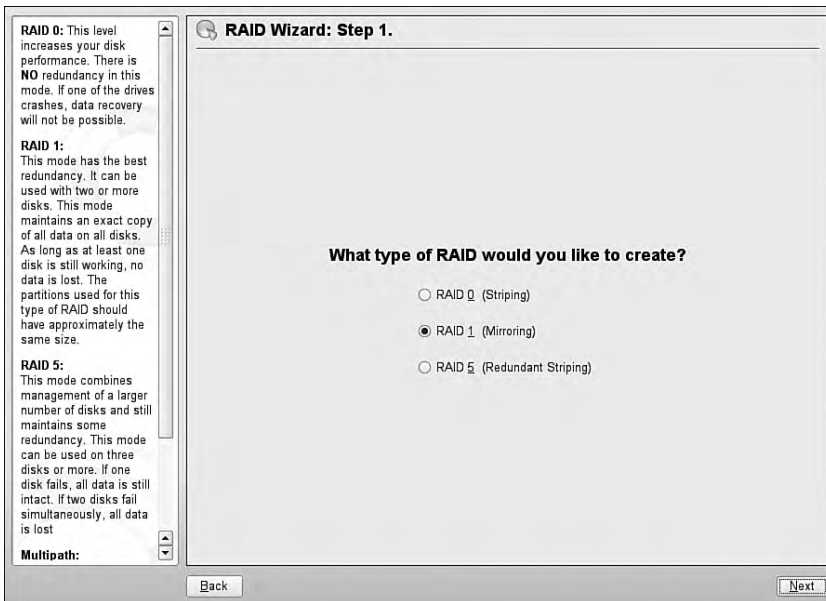 RAID 0: This level
increases your disk
performance. There is
NO redundancy in this
mode. If one of the drives
crashes, data recovery
will not be possible.
RAID 1:
This mode has the best
redundancy. It can be
used with two or more
disks. This mode
maintains an exact copy
of all data on all disks.
As long as at least one
disk is still working, no
data is lost. The
partitions used for this
type of RAID should
have approximately the
same size.
RAID 5:
This mode combines
management of a larger
number of disks and still
maintains some
redundancy. This mode
can be used on three
disks or more. If one
disk fails, all data is still
intact. If two disks fail
simultaneously, all data
is lost
Multipath:
RAID Wizard: Step 1.
What type of RAID would you like to create?
RAID 0 (Striping)
RAID 1 (Mirroring)
RAID 5 (Redundant Striping)
Back
Next